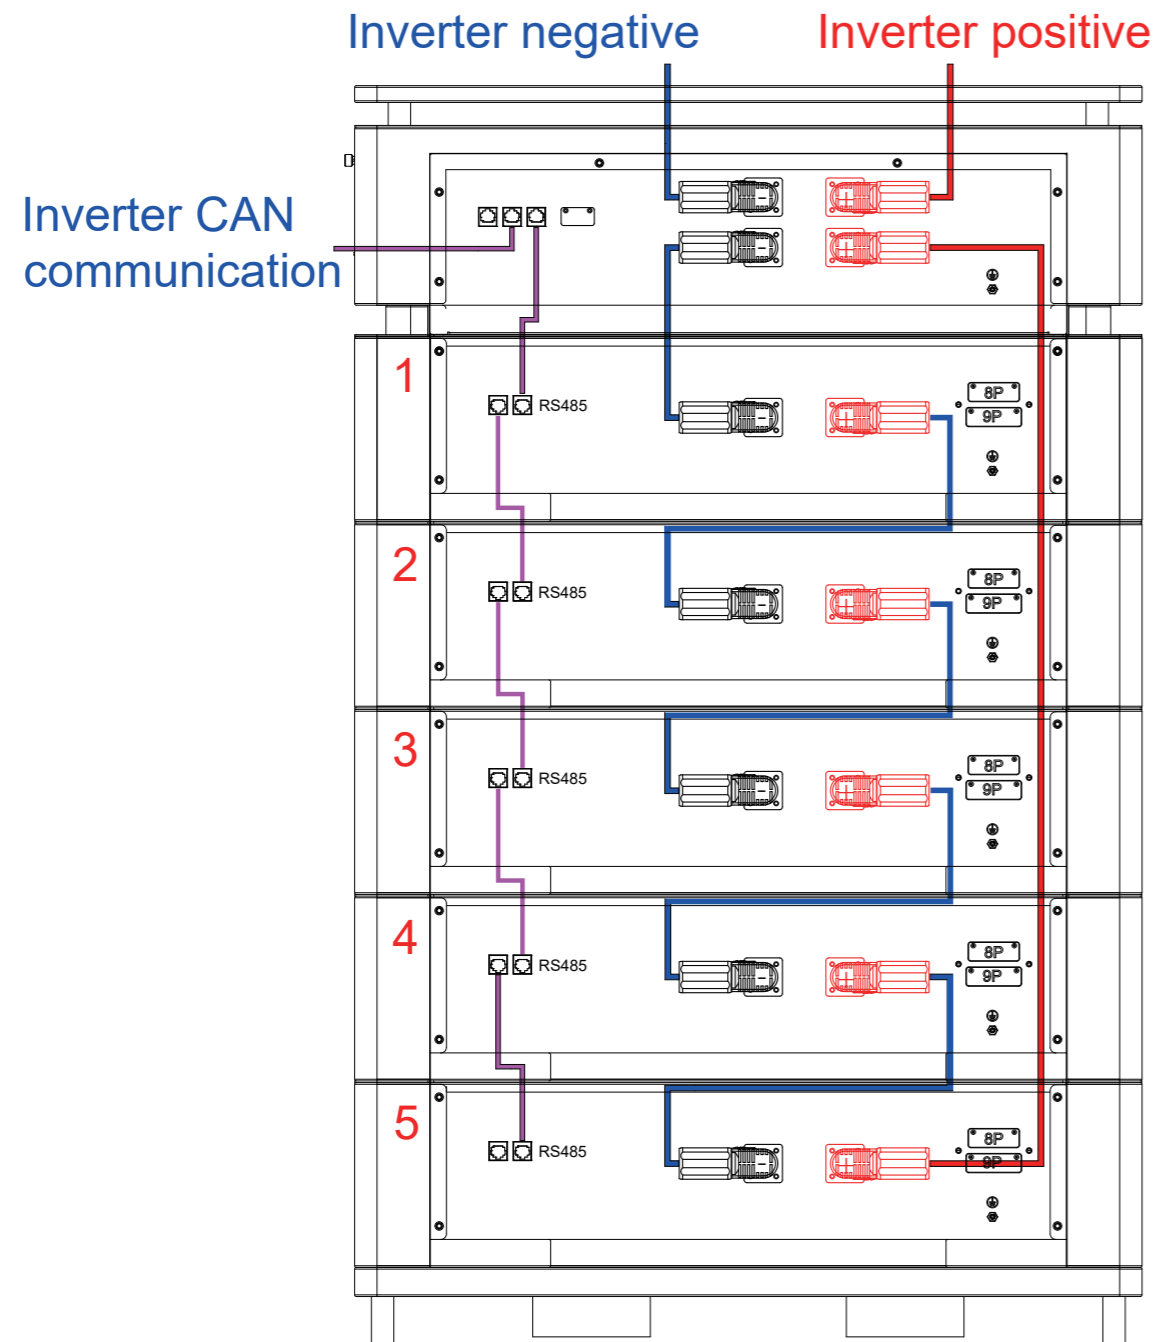 Inverter negative
Inverter positive
Inverter CAN
communication
1
RS485
8P
9P
2
RS485
8P
9P
3
RS485
8P
9P
4
RS485
8P
9P
5
RS485
8P
9P